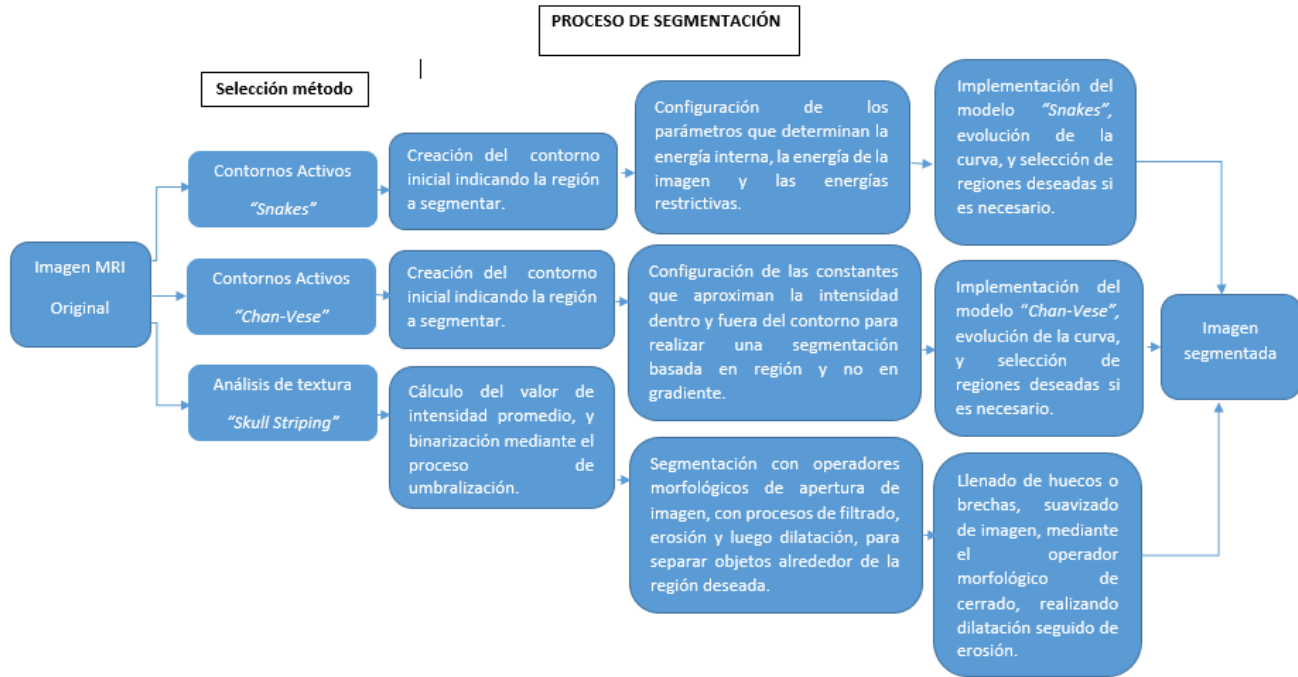 PROCESO DE SEGMENTACIÓN
Selección método
Imagen MRI
Original
Contornos Activos
“Snakes”
Creación del contorno
inicial indicando la región
a segmentar.
Configuración de los
parámetros que determinan la
energía interna, la energía de la
imagen y las energías
restrictivas.
Implementación del
modelo “Snakes”,
evolución de la
curva, y selección de
regiones deseadas si
es necesario.
Contornos Activos
“Chan-Vese”
Creación del contorno
inicial indicando la región
a segmentar.
Configuración de las constantes
que aproximan la intensidad
dentro y fuera del contorno para
realizar una segmentación
basada en región y no en
gradiente.
Implementación del
modelo “Chan-Vese”,
evolución de la curva,
y selección de
regiones deseadas si
es necesario.
Análisis de textura
“Skull Striping”
Cálculo del valor de
intensidad promedio, y
binarización mediante el
proceso de
umbralización.
Segmentación con operadores
morfológicos de apertura de
imagen, con procesos de filtrado,
erosión y luego dilatación, para
separar objetos alrededor de la
región deseada.
Llenado de huecos o
brechas, suavizado
de imagen, mediante
el operador
morfológico de
cerrado, realizando
dilatación seguido de
erosión.
Imagen
segmentada